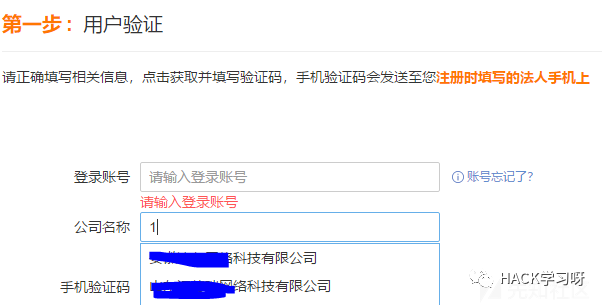 第一步：用户验证
请正确填写相关信息，点击获取并填写验证码，手机验证码会发送至您注册时填写的法人手机上
登录账号 请输入登录账号 账号忘记了?
请输入登录账号
公司名称 1
网络科技有限公司
手机验证码 网络科技有限公司
HACK学习呀